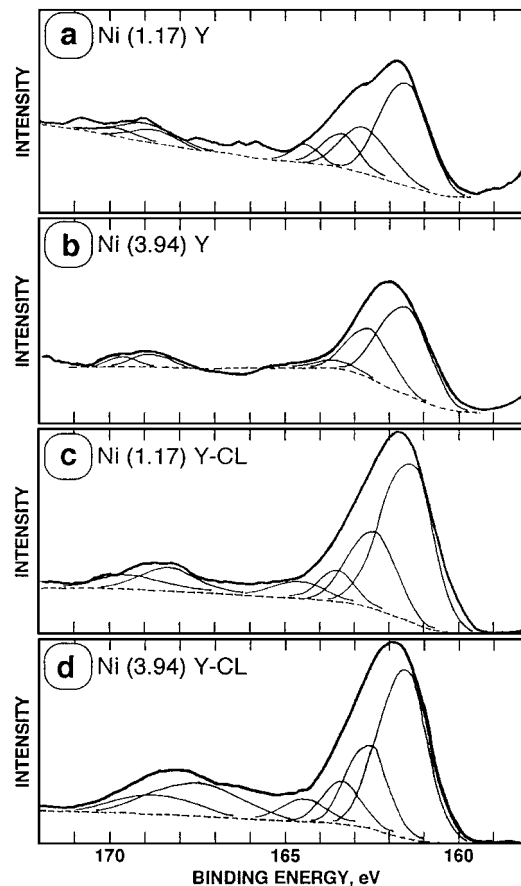 a Ni (1.17) Y
INTENSITY
b Ni (3.94) Y
INTENSITY
c Ni (1.17) Y-CL
INTENSITY
d Ni (3.94) Y-CL
INTENSITY
170 165 160
BINDING ENERGY, eV